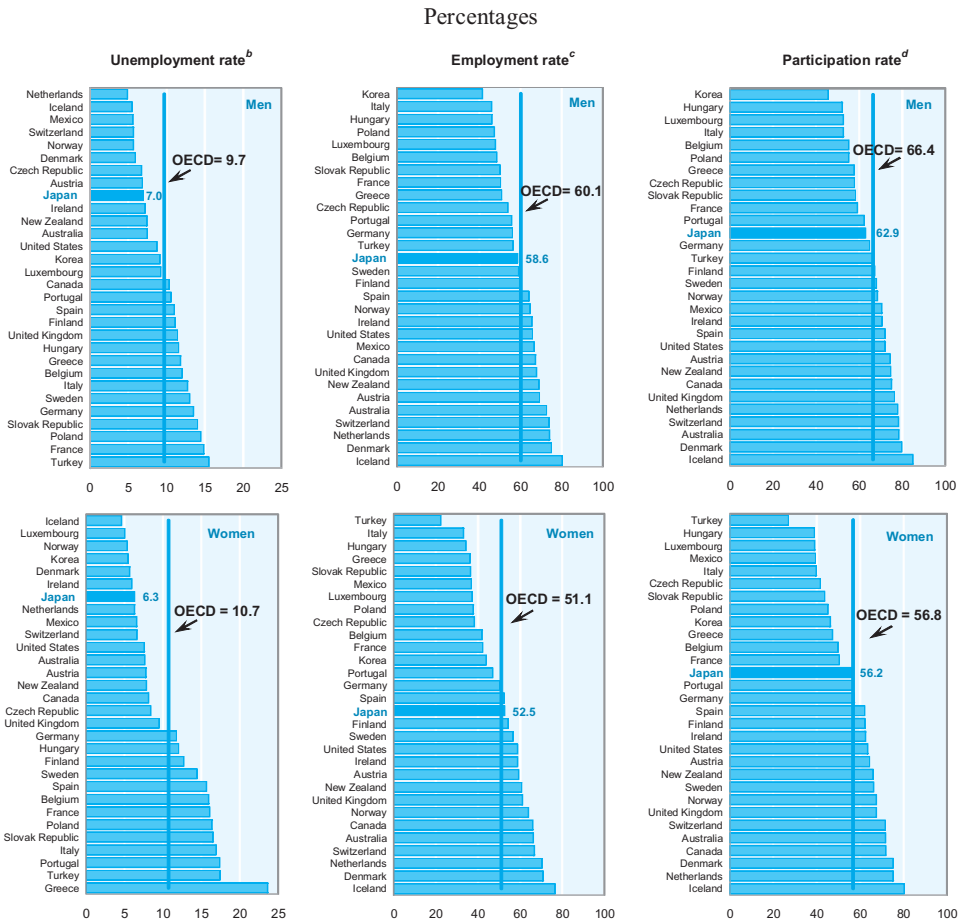 Percentages
Unemployment rate^b
Men
Netherlands
Iceland
Mexico
Switzerland
Norway
Denmark
Czech Republic
Austria
Japan 7.0
Ireland
New Zealand
Australia
United States
Korea
Luxembourg
Canada
Portugal
Spain
Finland
United Kingdom
Hungary
Greece
Belgium
Italy
Sweden
Germany
Slovak Republic
Poland
France
Turkey
OECD= 9.7
0 5 10 15 20 25
Employment rate^c
Men
Korea
Italy
Hungary
Poland
Luxembourg
Belgium
Slovak Republic
France
Greece
Czech Republic
Portugal
Germany
Turkey
Japan 58.6
Sweden
Finland
Spain
Norway
Ireland
United States
Mexico
Canada
United Kingdom
New Zealand
Austria
Australia
Switzerland
Netherlands
Denmark
Iceland
OECD= 60.1
0 20 40 60 80 100
Participation rate^d
Men
Korea
Hungary
Luxembourg
Italy
Belgium
Poland
Greece
Czech Republic
Slovak Republic
France
Portugal
Japan 62.9
Germany
Turkey
Finland
Sweden
Norway
Mexico
Ireland
Spain
United States
Austria
New Zealand
Canada
United Kingdom
Netherlands
Switzerland
Australia
Denmark
Iceland
OECD= 66.4
0 20 40 60 80 100
Women
Iceland
Luxembourg
Norway
Korea
Denmark
Ireland
Japan 6.3
Netherlands
Mexico
Switzerland
United States
Australia
Austria
New Zealand
Canada
Czech Republic
United Kingdom
Germany
Hungary
Finland
Sweden
Spain
Belgium
France
Poland
Slovak Republic
Italy
Portugal
Turkey
Greece
OECD = 10.7
0 5 10 15 20 25
Women
Turkey
Italy
Hungary
Greece
Slovak Republic
Mexico
Luxembourg
Poland
Czech Republic
Belgium
France
Korea
Portugal
Germany
Spain
Japan 52.5
Finland
Sweden
United States
Ireland
Austria
New Zealand
United Kingdom
Norway
Canada
Australia
Switzerland
Netherlands
Denmark
Iceland
OECD = 51.1
0 20 40 60 80 100
Women
Turkey
Hungary
Luxembourg
Mexico
Italy
Czech Republic
Slovak Republic
Poland
Korea
Greece
Belgium
France
Japan 56.2
Portugal
Germany
Spain
Finland
Ireland
United States
Austria
New Zealand
Sweden
Norway
United Kingdom
Switzerland
Australia
Canada
Denmark
Netherlands
Iceland
OECD = 56.8
0 20 40 60 80 100